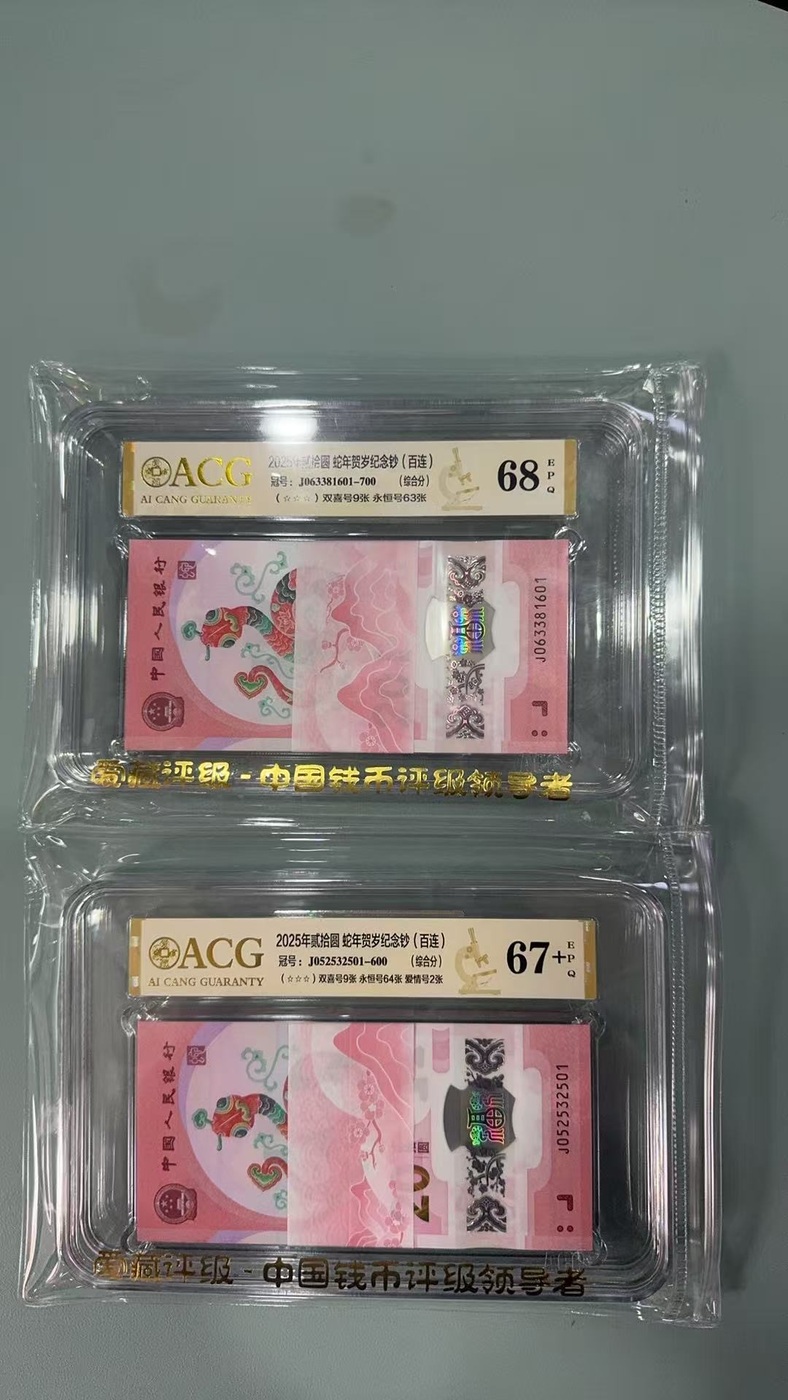 ACG
AI CANG GUARANTY
2025年贰拾圆 蛇年贺岁纪念钞（百连）
冠号：J063381601-700 （综合分）
（☆☆☆）双喜号9张 永恒号63张
68
EPQ
中国人民银行
J063381601
爱藏评级-中国钱币评级领导者
ACG
AI CANG GUARANTY
2025年贰拾圆 蛇年贺岁纪念钞（百连）
冠号：J052532501-600 （综合分）
（☆☆☆）双喜号9张 永恒号64张 爱情号2张
67+
EPQ
中国人民银行
20
J052532501
爱藏评级-中国钱币评级领导者